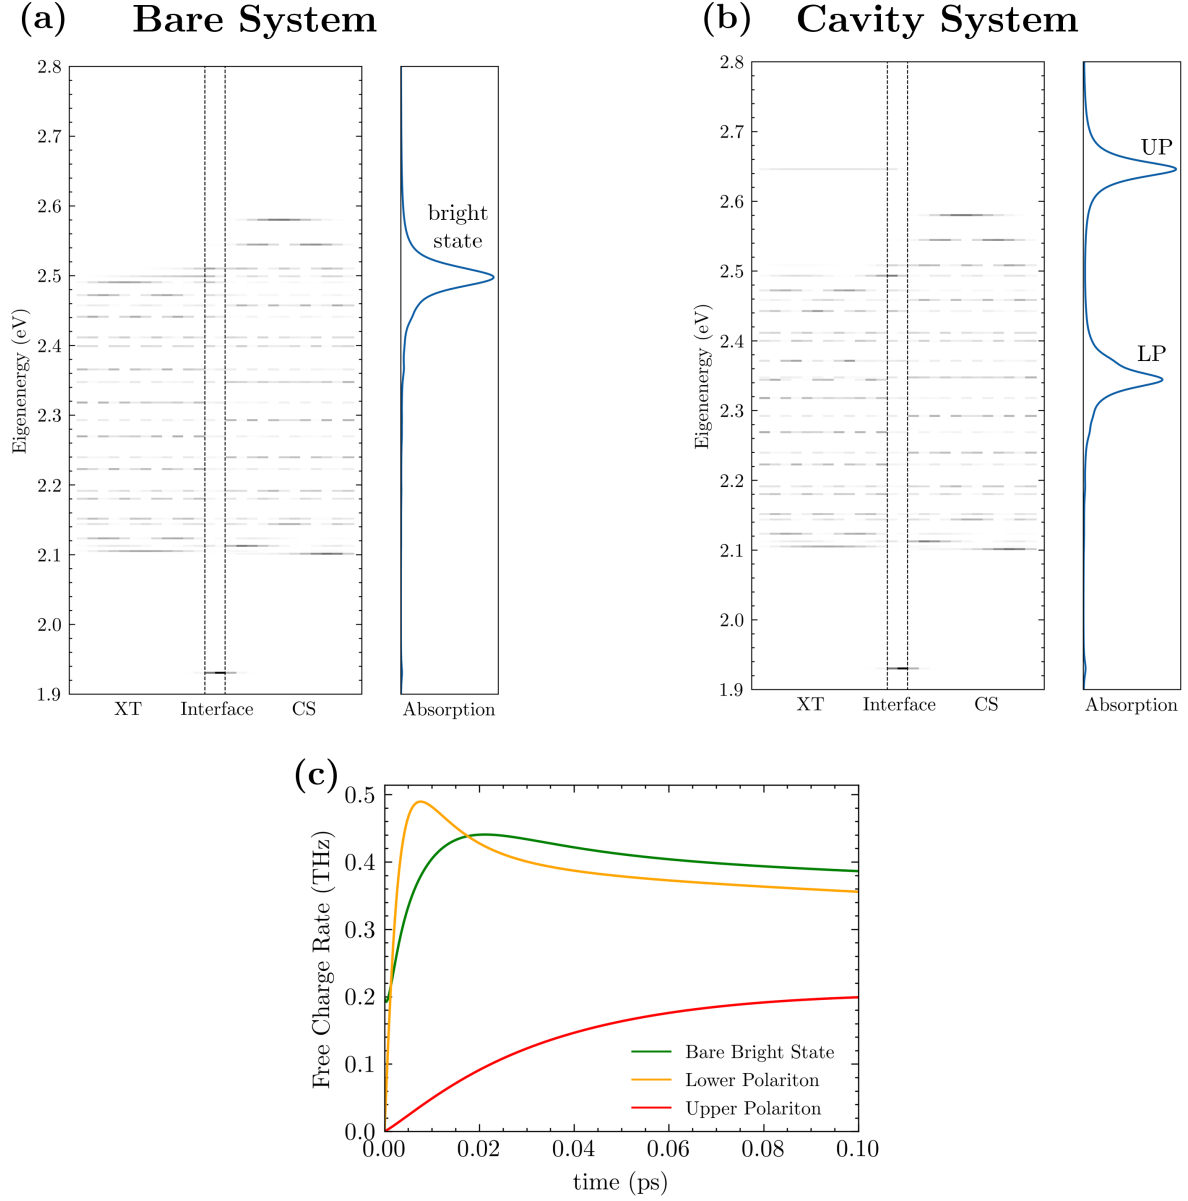 (a) Bare System
2.8
2.7
2.6
2.5
2.4
2.3
2.2
2.1
2.0
1.9
Eigenenergy (eV)
XT Interface CS
bright
state
Absorption
(b) Cavity System
2.8
2.7
2.6
2.5
2.4
2.3
2.2
2.1
2.0
1.9
Eigenenergy (eV)
XT Interface CS
UP
LP
Absorption
(c)
0.5
0.4
0.3
0.2
0.1
0.0
Free Charge Rate (THz)
Bare Bright State
Lower Polariton
Upper Polariton
0.00 0.02 0.04 0.06 0.08 0.10
time (ps)